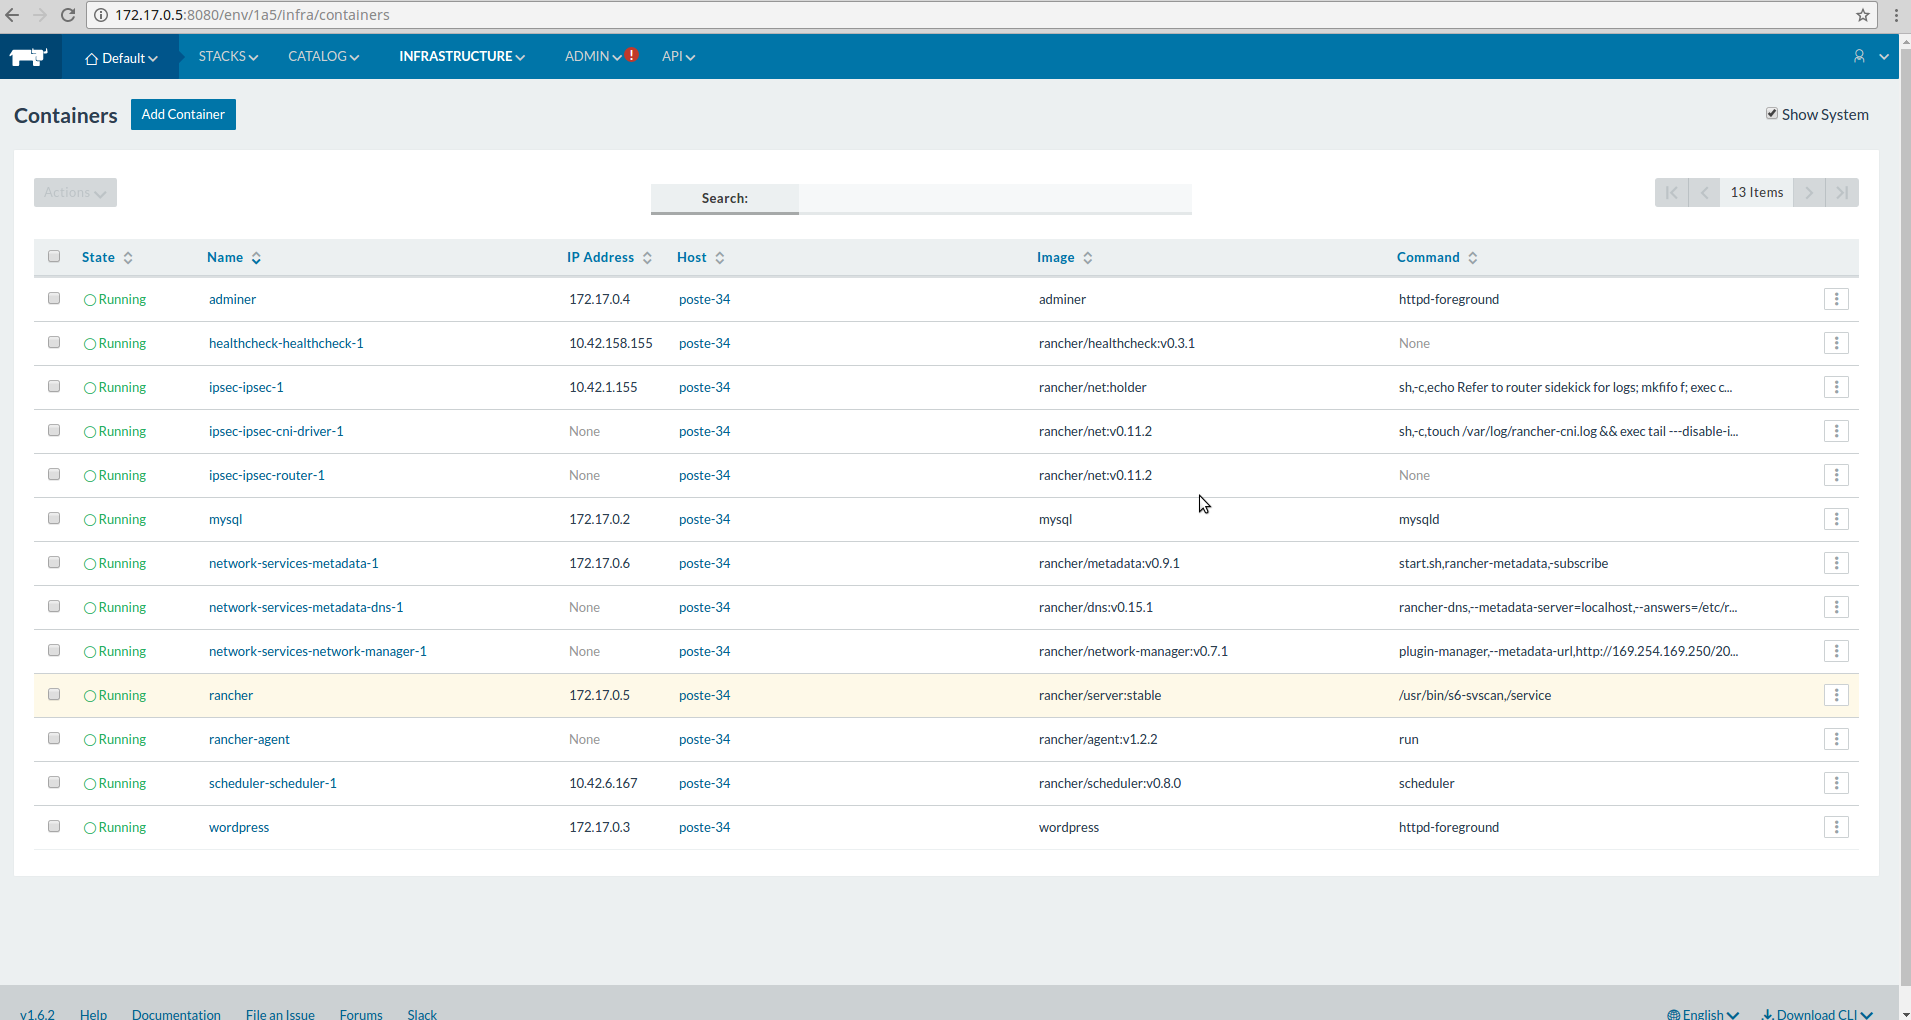 172.17.0.5:8080/env/1a5/infra/containers
Default STACKS CATALOG INFRASTRUCTURE ADMIN ! API
Containers Add Container Show System
Actions Search: 13 Items
State Name IP Address Host Image Command
Running adminer 172.17.0.4 poste-34 adminer httpd-foreground
Running healthcheck-healthcheck-1 10.42.158.155 poste-34 rancher/healthcheck:v0.3.1 None
Running ipsec-ipsec-1 10.42.1.155 poste-34 rancher/net:holder sh,-c,echo Refer to router sidekick for logs; mkfifo f; exec c...
Running ipsec-ipsec-cni-driver-1 None poste-34 rancher/net:v0.11.2 sh,-c,touch /var/log/rancher-cni.log && exec tail ---disable-i...
Running ipsec-ipsec-router-1 None poste-34 rancher/net:v0.11.2 None
Running mysql 172.17.0.2 poste-34 mysql mysqld
Running network-services-metadata-1 172.17.0.6 poste-34 rancher/metadata:v0.9.1 start.sh,rancher-metadata,-subscribe
Running network-services-metadata-dns-1 None poste-34 rancher/dns:v0.15.1 rancher-dns,--metadata-server=localhost,--answers=/etc/r...
Running network-services-network-manager-1 None poste-34 rancher/network-manager:v0.7.1 plugin-manager,--metadata-url,http://169.254.169.250/20...
Running rancher 172.17.0.5 poste-34 rancher/server:stable /usr/bin/s6-svscan,/service
Running rancher-agent None poste-34 rancher/agent:v1.2.2 run
Running scheduler-scheduler-1 10.42.6.167 poste-34 rancher/scheduler:v0.8.0 scheduler
Running wordpress 172.17.0.3 poste-34 wordpress httpd-foreground
v1.6.2 Help Documentation File an Issue Forums Slack English Download CLI